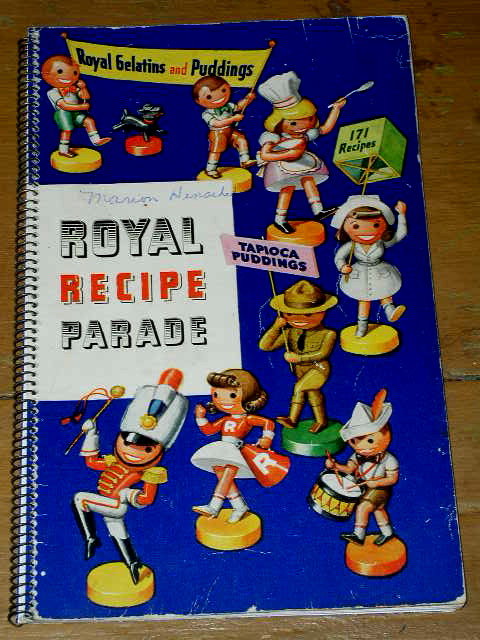 Royal Gelatins and Puddings
171
Recipes
Marion
ROYAL
RECIPE
PARADE
TAPIOCA
PUDDINGS
R
R